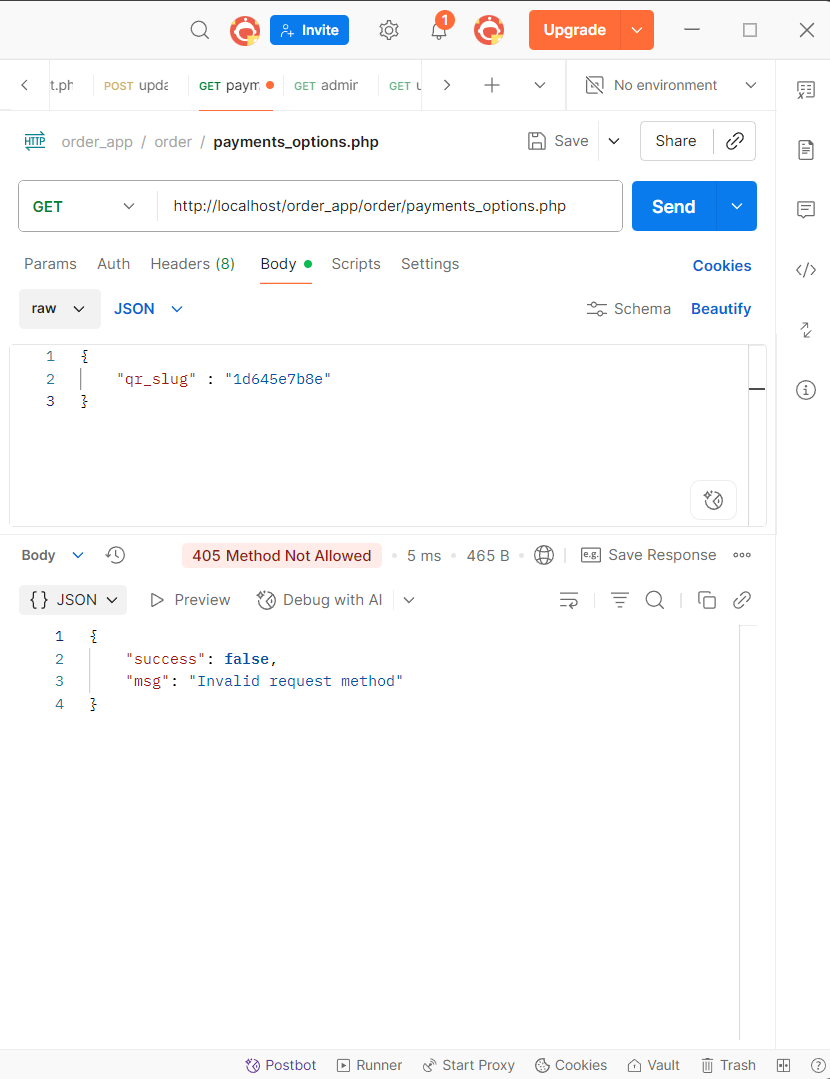 Invite
1
Upgrade
t.ph
POST upda
GET paym
GET admir
GET u
No environment
HTTP
order_app / order / payments_options.php
Save
Share
GET
http://localhost/order_app/order/payments_options.php
Send
Params
Auth
Headers (8)
Body
Scripts
Settings
Cookies
raw
JSON
Schema
Beautify
1 {
2 "qr_slug" : "1d645e7b8e"
3 }
Body
405 Method Not Allowed
5 ms
465 B
e.g.
Save Response
{} JSON
Preview
Debug with AI
1 {
2 "success": false,
3 "msg": "Invalid request method"
4 }
Postbot
Runner
Start Proxy
Cookies
Vault
Trash